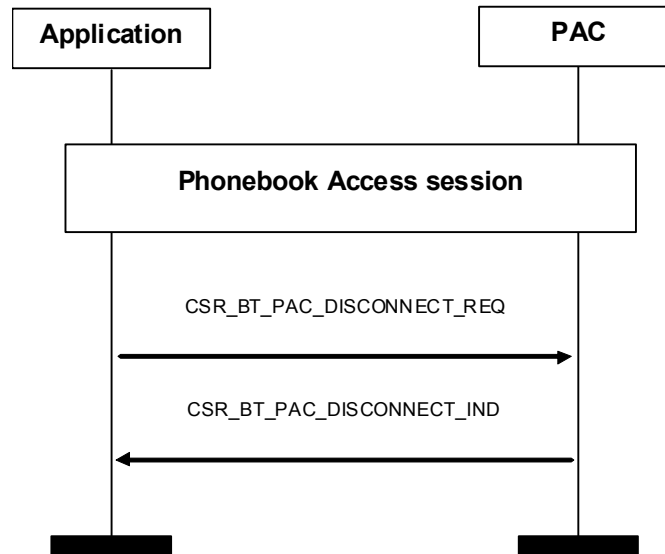 Application
PAC
Phonebook Access session
CSR_BT_PAC_DISCONNECT_REQ
CSR_BT_PAC_DISCONNECT_IND